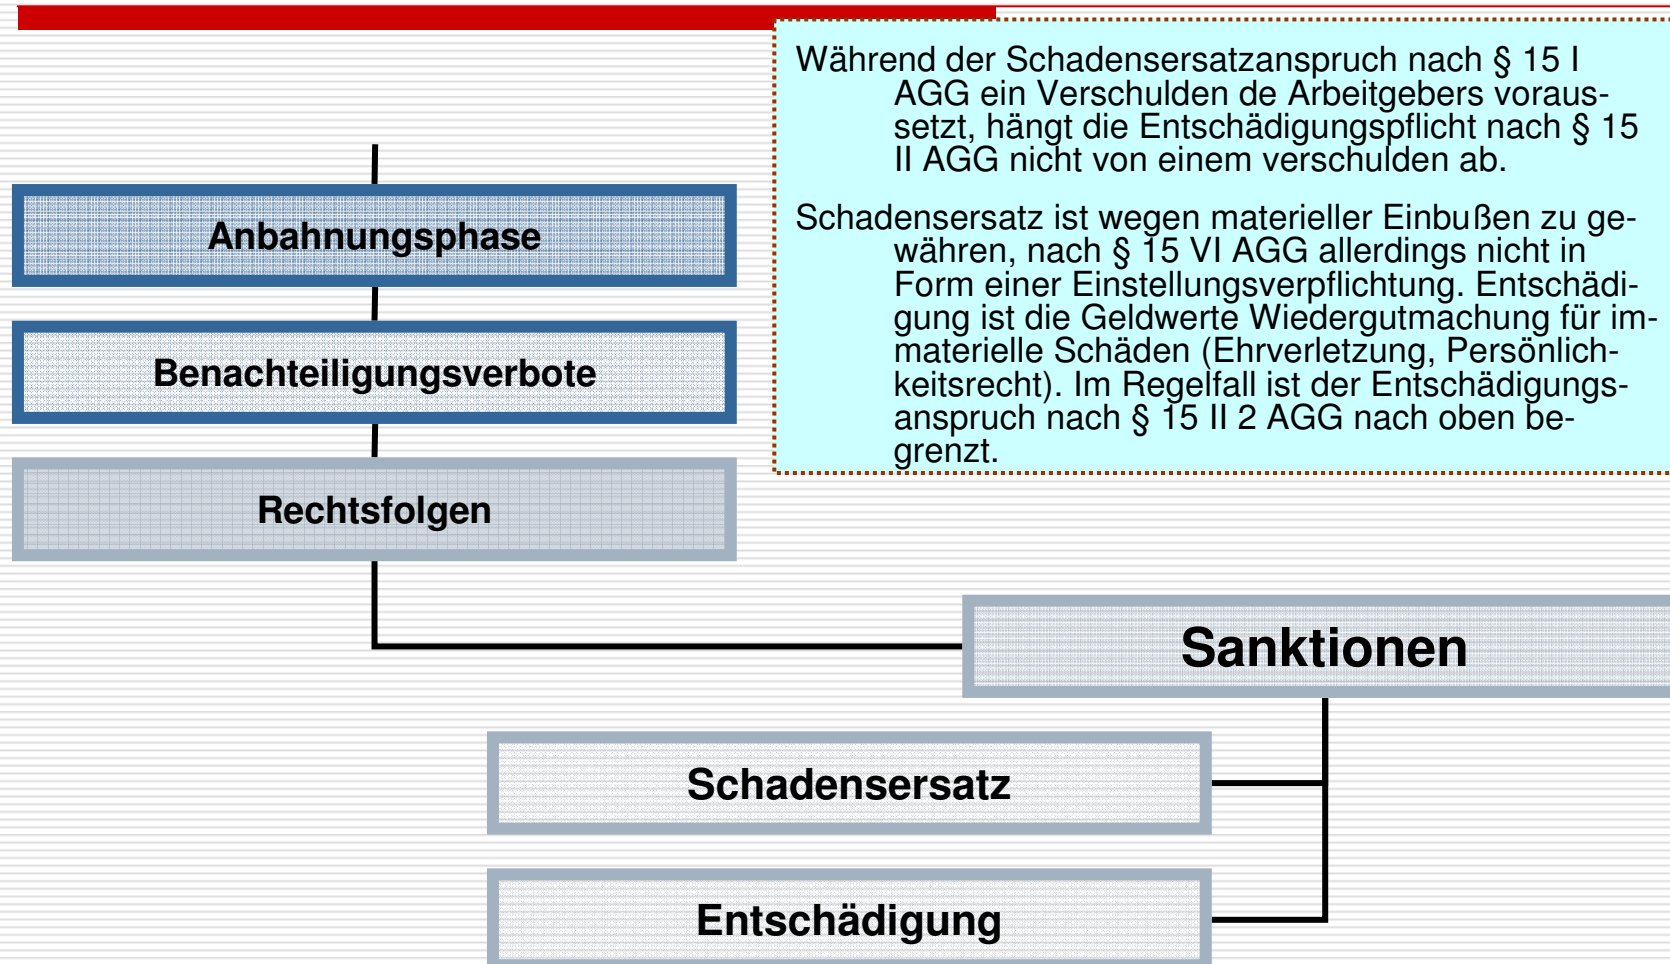 Während der Schadensersatzanspruch nach § 15 I
AGG ein Verschulden de Arbeitgebers voraus-
setzt, hängt die Entschädigungspflicht nach § 15
II AGG nicht von einem verschulden ab.
Schadensersatz ist wegen materieller Einbußen zu ge-
währen, nach § 15 VI AGG allerdings nicht in
Form einer Einstellungsverpflichtung. Entschädi-
gung ist die Geldwerte Wiedergutmachung für im-
materielle Schäden (Ehrverletzung, Persönlich-
keitsrecht). Im Regelfall ist der Entschädigungs-
anspruch nach § 15 II 2 AGG nach oben be-
grenzt.
Anbahnungsphase
Benachteiligungsverbote
Rechtsfolgen
Sanktionen
Schadensersatz
Entschädigung